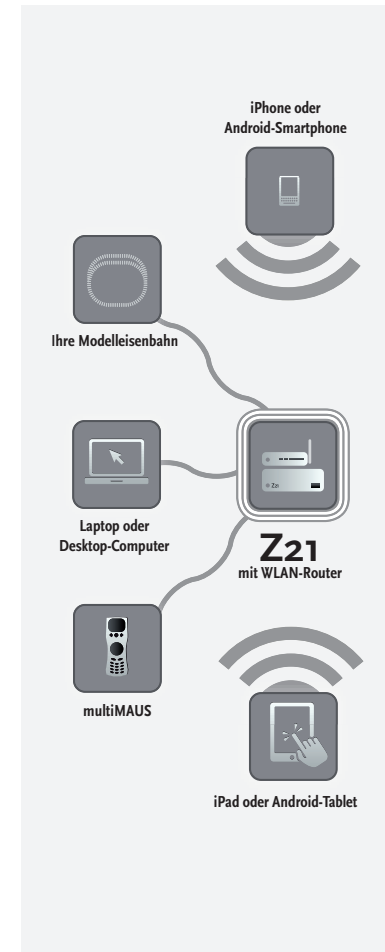 iPhone oder
Android-Smartphone
Ihre Modelleisenbahn
Z21
Laptop oder
Desktop-Computer
Z21
mit WLAN-Router
multiMAUS
iPad oder Android-Tablet